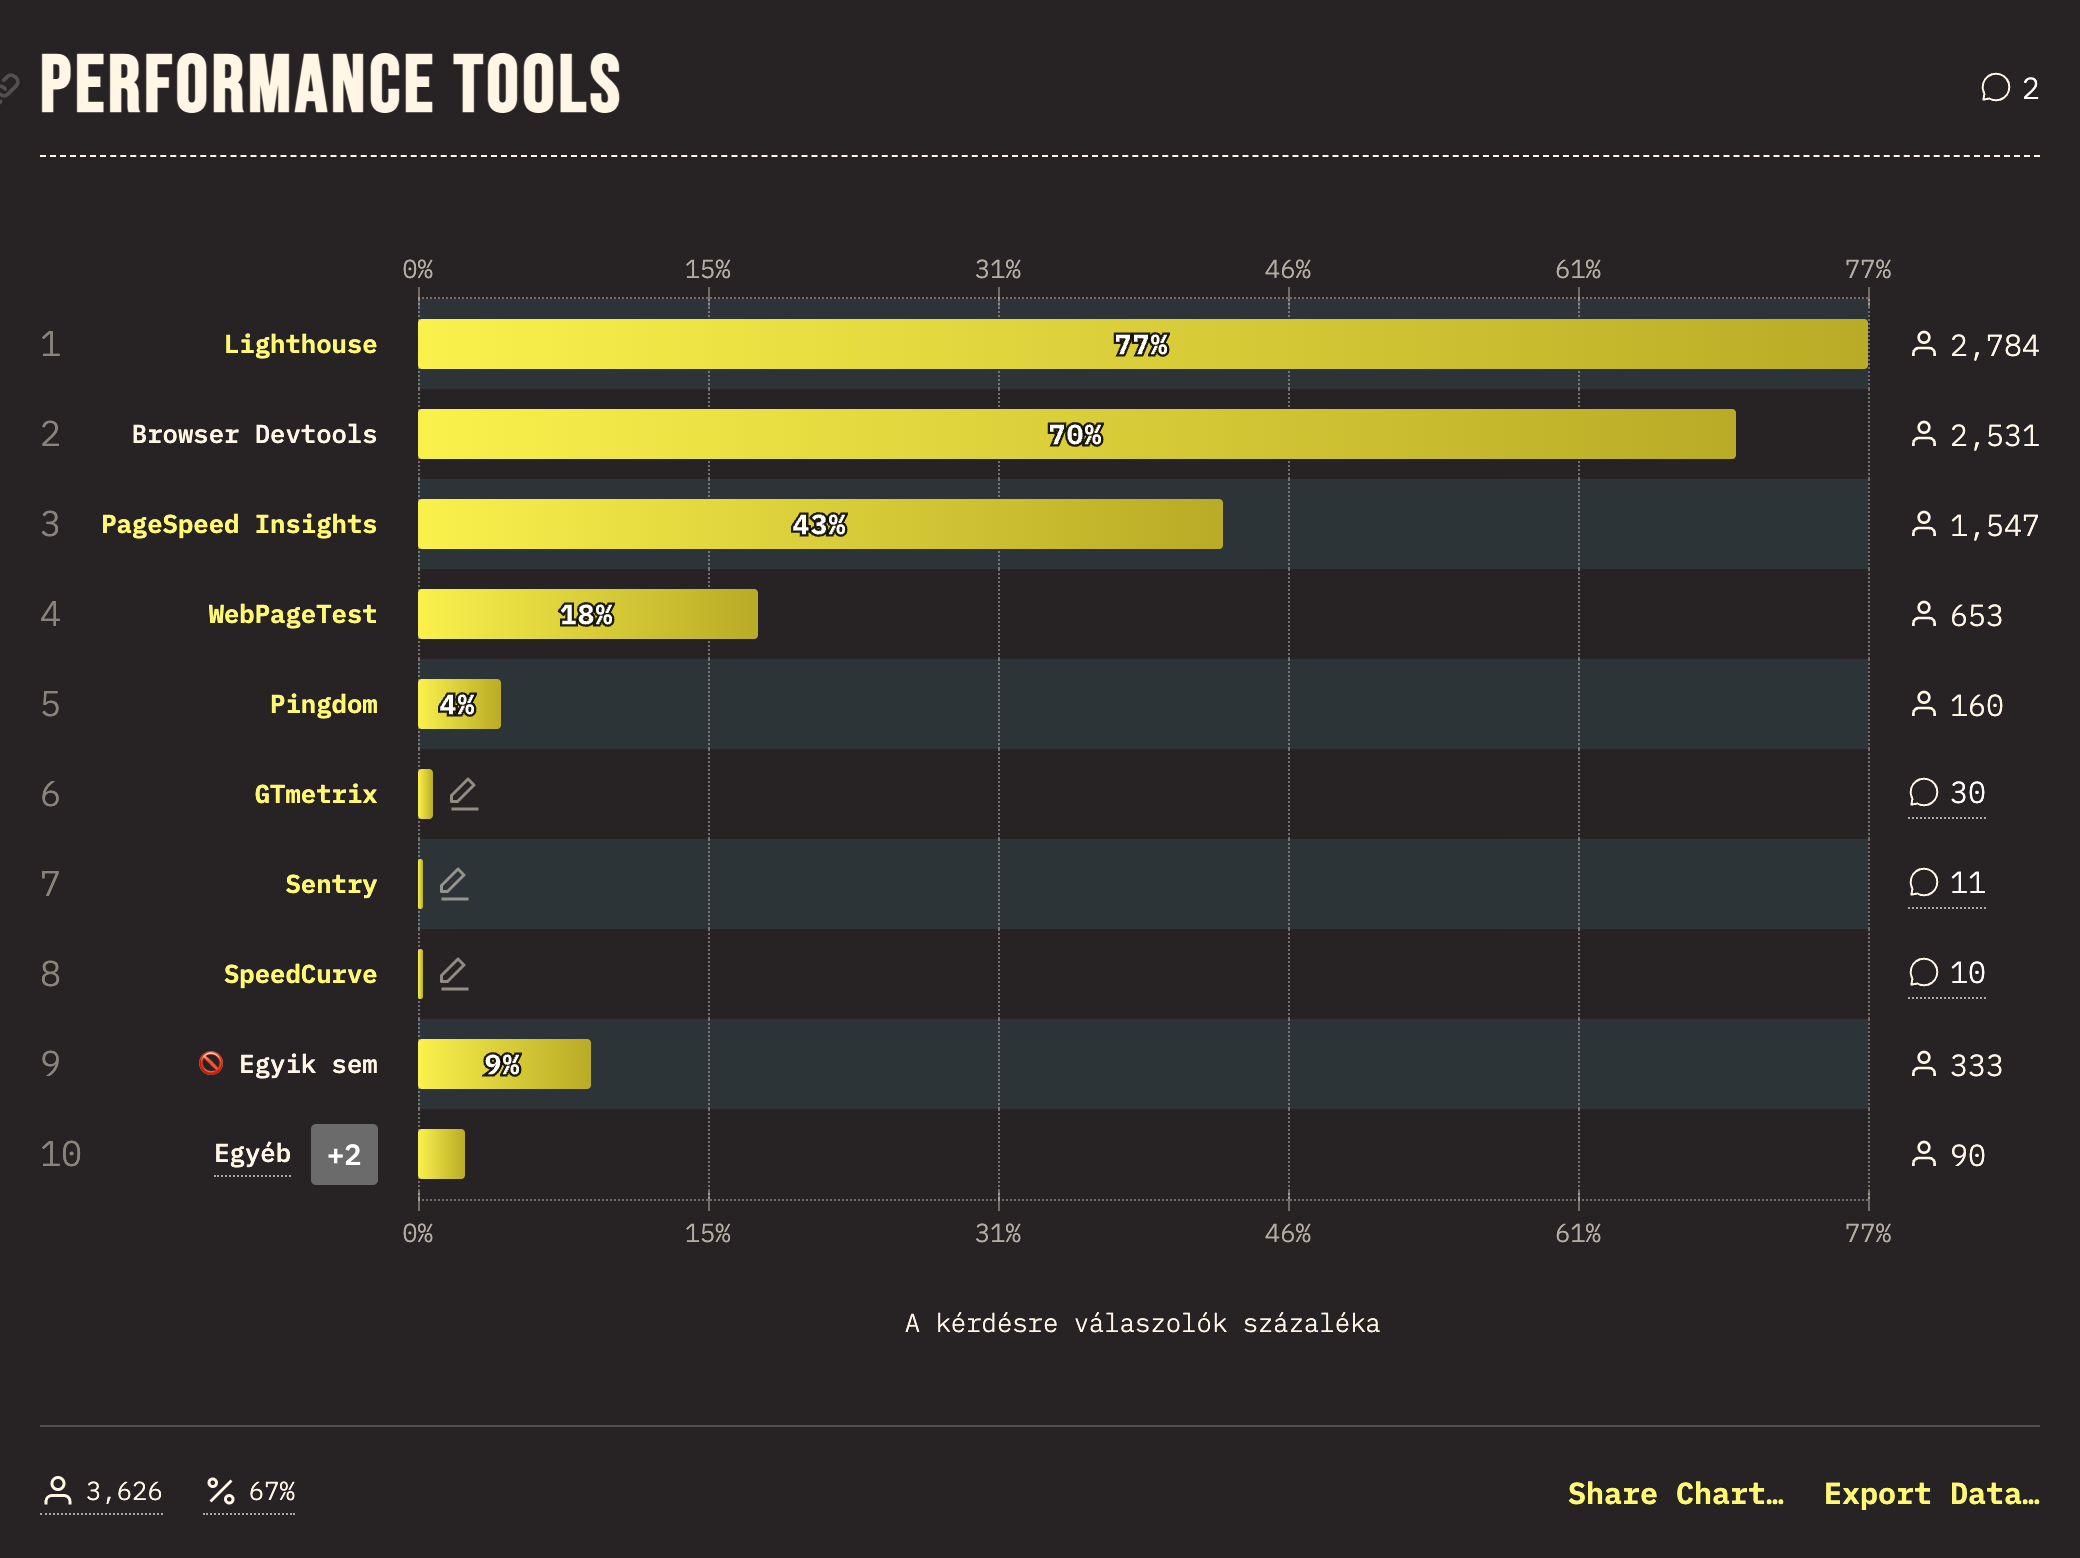 PERFORMANCE TOOLS
2
0% 15% 31% 46% 61% 77%
1 Lighthouse 77% 2,784
2 Browser Devtools 70% 2,531
3 PageSpeed Insights 43% 1,547
4 WebPageTest 18% 653
5 Pingdom 4% 160
6 GTmetrix 30
7 Sentry 11
8 SpeedCurve 10
9 Egyik sem 9% 333
10 Egyéb +2 90
0% 15% 31% 46% 61% 77%
A kérdésre válaszolók százaléka
3,626 67% Share Chart… Export Data…